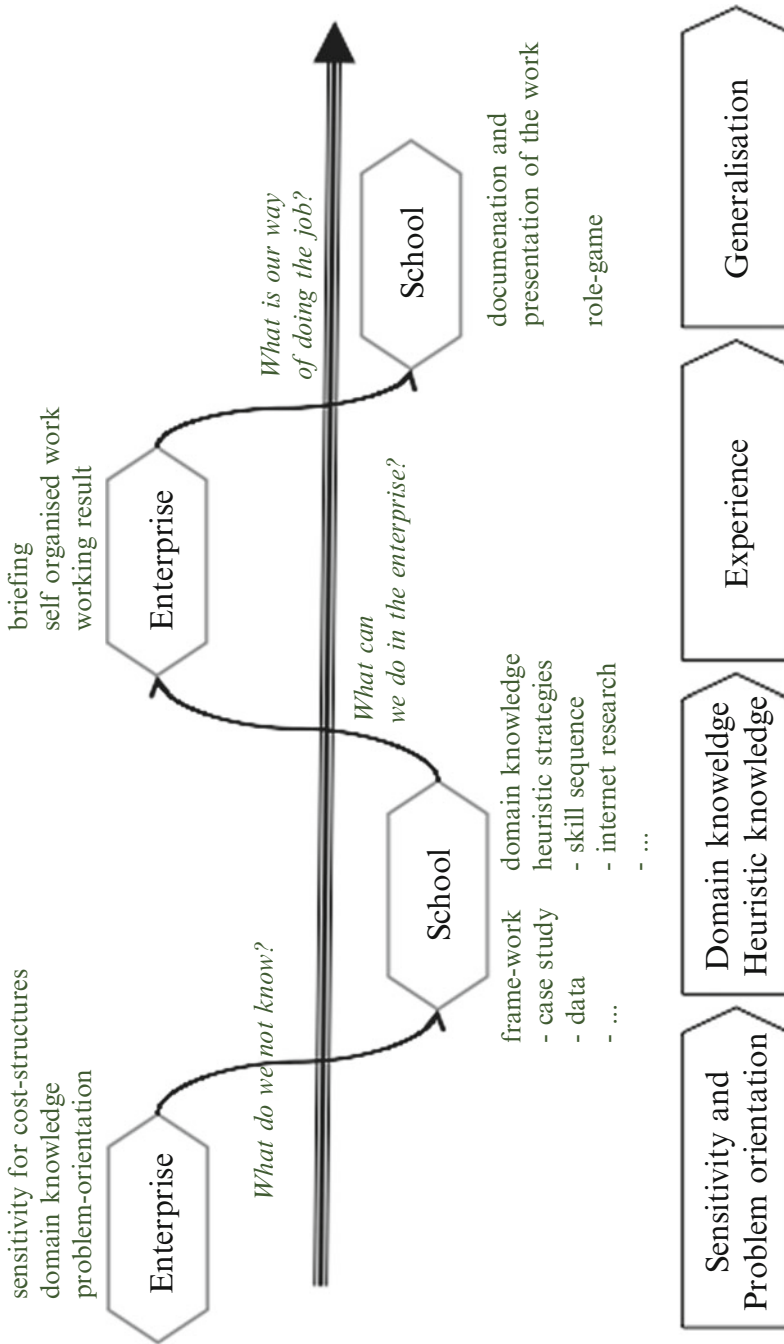 sensitivity for cost-structures
domain knowledge
problem-orientation
Enterprise
What do we not know?
School
frame-work
- case study
- data
- ...
domain knowledge
heuristic strategies
- skill sequence
- internet research
- ...
What can
we do in the enterprise?
briefing
self organised work
working result
Enterprise
What is our way
of doing the job?
School
documenation and
presentation of the work
role-game
Sensitivity and
Problem orientation
Domain knoweldge
Heuristic knowledge
Experience
Generalisation